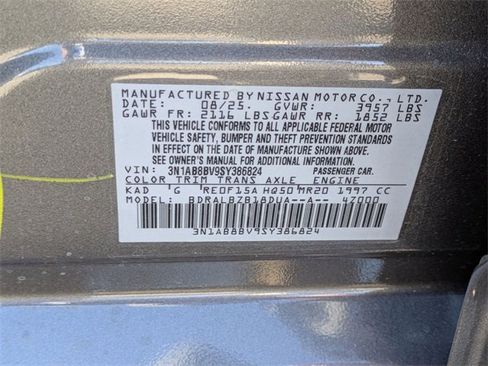 MANUFACTURED BY NISSAN MOTOR CO., LTD.
DATE: 08/25. GVWR: 3957 LBS
GAWR FR: 2116 LBS GAWR RR: 1852 LBS
THIS VEHICLE CONFORMS TO ALL APPLICABLE FEDERAL MOTOR
VEHICLE SAFETY, BUMPER AND THEFT PREVENTION STANDARDS
IN EFFECT ON THE DATE OF MANUFACTURE SHOWN ABOVE.
SEE OWNER'S MANUAL FOR ADDITIONAL INFORMATION.
VIN: 3N1AB8BV9SY386824 PASSENGER CAR.
COLOR TRIM TRANS AXLE ENGINE
KAD 'G 'RE0F15A HQ50'MR20 1997 CC
MODEL: BDRALBZB18DUA--A-- 4Z000
3N1AB8BV9SY386824